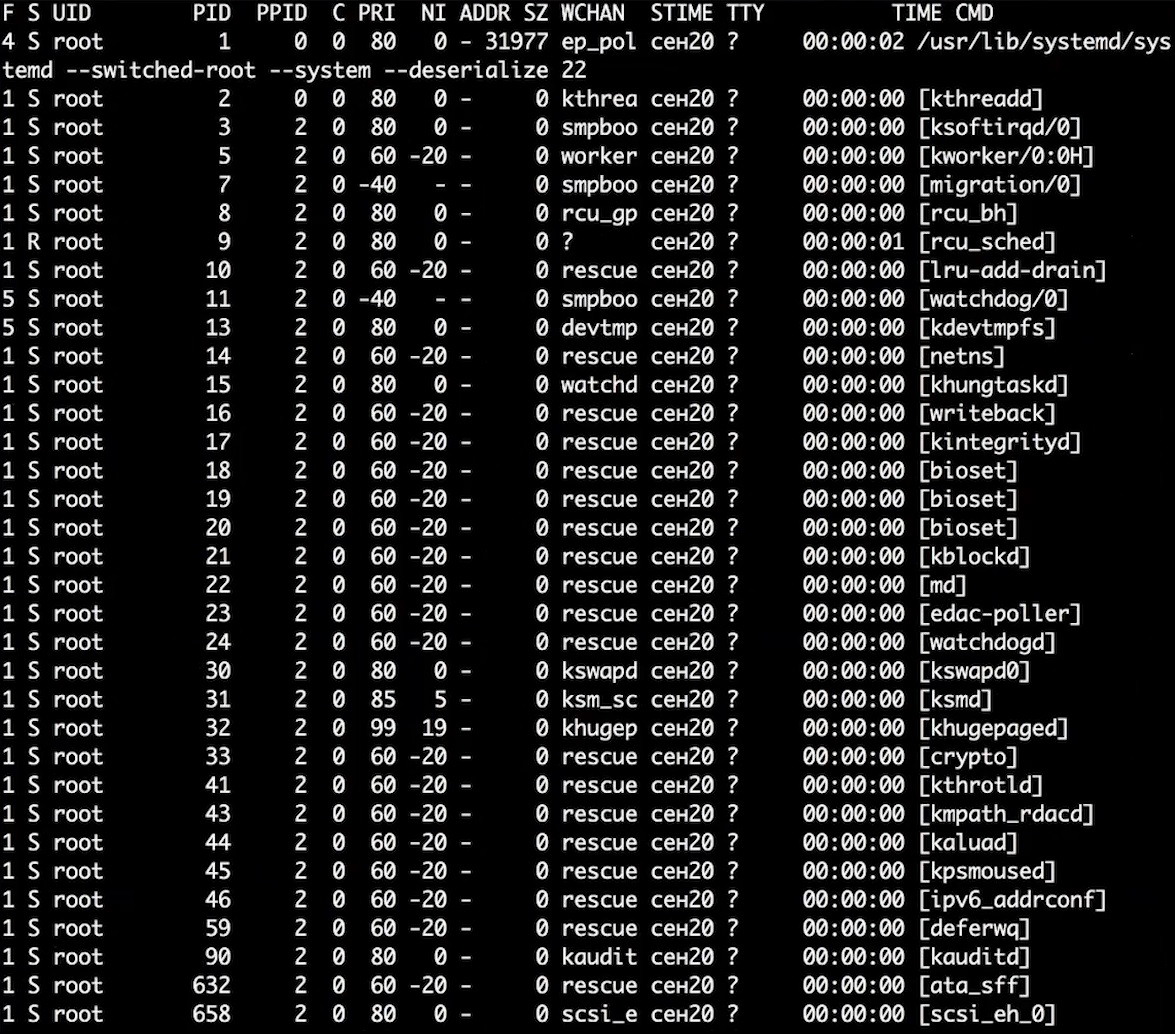 F S UID        PID  PPID  C PRI  NI ADDR SZ WCHAN  STIME TTY          TIME CMD
4 S root         1     0  0  80   0 - 31977 ep_pol сен20 ?     00:00:02 /usr/lib/systemd/sys
temd --switched-root --system --deserialize 22
1 S root         2     0  0  80   0 -     0 kthrea сен20 ?     00:00:00 [kthreadd]
1 S root         3     2  0  80   0 -     0 smpboo сен20 ?     00:00:00 [ksoftirqd/0]
1 S root         5     2  0  60 -20 -     0 worker сен20 ?     00:00:00 [kworker/0:0H]
1 S root         7     2  0 -40   - -     0 smpboo сен20 ?     00:00:00 [migration/0]
1 S root         8     2  0  80   0 -     0 rcu_gp сен20 ?     00:00:00 [rcu_bh]
1 R root         9     2  0  80   0 -     0 ?      сен20 ?     00:00:01 [rcu_sched]
1 S root        10     2  0  60 -20 -     0 rescue сен20 ?     00:00:00 [lru-add-drain]
5 S root        11     2  0 -40   - -     0 smpboo сен20 ?     00:00:00 [watchdog/0]
5 S root        13     2  0  80   0 -     0 devtmp сен20 ?     00:00:00 [kdevtmpfs]
1 S root        14     2  0  60 -20 -     0 rescue сен20 ?     00:00:00 [netns]
1 S root        15     2  0  80   0 -     0 watchd сен20 ?     00:00:00 [khungtaskd]
1 S root        16     2  0  60 -20 -     0 rescue сен20 ?     00:00:00 [writeback]
1 S root        17     2  0  60 -20 -     0 rescue сен20 ?     00:00:00 [kintegrityd]
1 S root        18     2  0  60 -20 -     0 rescue сен20 ?     00:00:00 [bioset]
1 S root        19     2  0  60 -20 -     0 rescue сен20 ?     00:00:00 [bioset]
1 S root        20     2  0  60 -20 -     0 rescue сен20 ?     00:00:00 [bioset]
1 S root        21     2  0  60 -20 -     0 rescue сен20 ?     00:00:00 [kblockd]
1 S root        22     2  0  60 -20 -     0 rescue сен20 ?     00:00:00 [md]
1 S root        23     2  0  60 -20 -     0 rescue сен20 ?     00:00:00 [edac-poller]
1 S root        24     2  0  60 -20 -     0 rescue сен20 ?     00:00:00 [watchdogd]
1 S root        30     2  0  80   0 -     0 kswapd сен20 ?     00:00:00 [kswapd0]
1 S root        31     2  0  85   5 -     0 ksm_sc сен20 ?     00:00:00 [ksmd]
1 S root        32     2  0  99  19 -     0 khugep сен20 ?     00:00:00 [khugepaged]
1 S root        33     2  0  60 -20 -     0 rescue сен20 ?     00:00:00 [crypto]
1 S root        41     2  0  60 -20 -     0 rescue сен20 ?     00:00:00 [kthrotld]
1 S root        43     2  0  60 -20 -     0 rescue сен20 ?     00:00:00 [kmpath_rdacd]
1 S root        44     2  0  60 -20 -     0 rescue сен20 ?     00:00:00 [kaluad]
1 S root        45     2  0  60 -20 -     0 rescue сен20 ?     00:00:00 [kpsmoused]
1 S root        46     2  0  60 -20 -     0 rescue сен20 ?     00:00:00 [ipv6_addrconf]
1 S root        59     2  0  60 -20 -     0 rescue сен20 ?     00:00:00 [deferwq]
1 S root        90     2  0  80   0 -     0 kaudit сен20 ?     00:00:00 [kauditd]
1 S root       632     2  0  60 -20 -     0 rescue сен20 ?     00:00:00 [ata_sff]
1 S root       658     2  0  80   0 -     0 scsi_e сен20 ?     00:00:00 [scsi_eh_0]